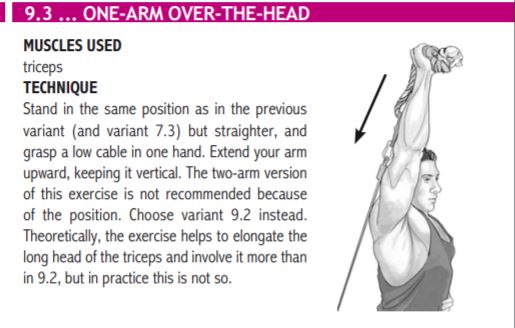 9.3 ... ONE-ARM OVER-THE-HEAD
MUSCLES USED
triceps
TECHNIQUE
Stand in the same position as in the previous
variant (and variant 7.3) but straighter, and
grasp a low cable in one hand. Extend your arm
upward, keeping it vertical. The two-arm version
of this exercise is not recommended because
of the position. Choose variant 9.2 instead.
Theoretically, the exercise helps to elongate the
long head of the triceps and involve it more than
in 9.2, but in practice this is not so.